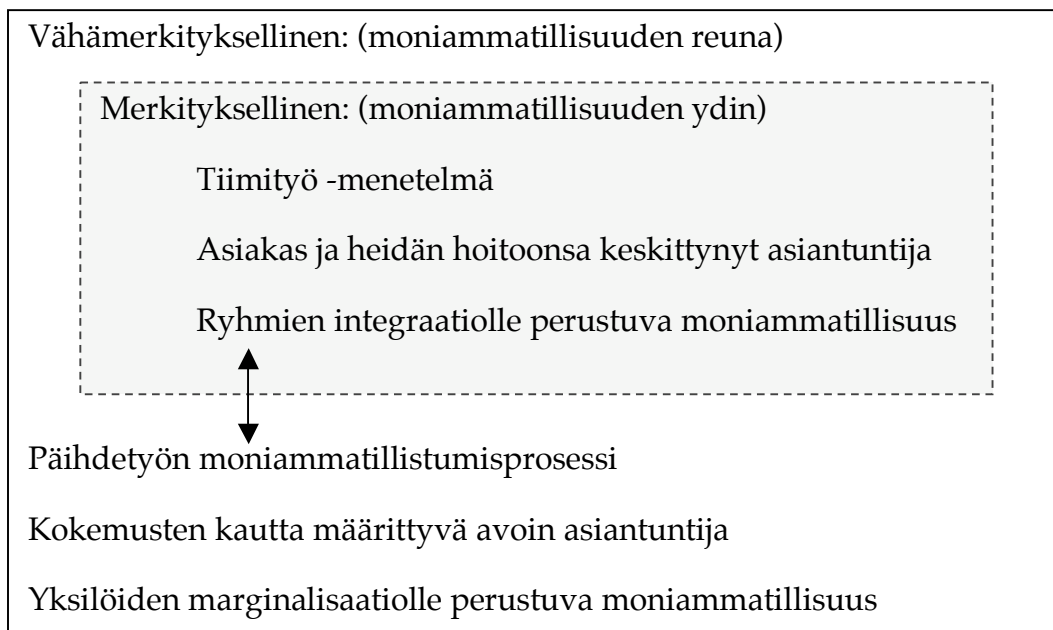 Vähämerkityksellinen: (moniammatillisuuden reuna)
Merkityksellinen: (moniammatillisuuden ydin)
Tiimityö -menetelmä
Asiakas ja heidän hoitoonsa keskittynyt asiantuntija
Ryhmien integraatiolle perustuva moniammatillisuus
Päihdetyön moniammatillistumisprosessi
Kokemusten kautta määrittyvä avoin asiantuntija
Yksilöiden marginalisaatiolle perustuva moniammatillisuus